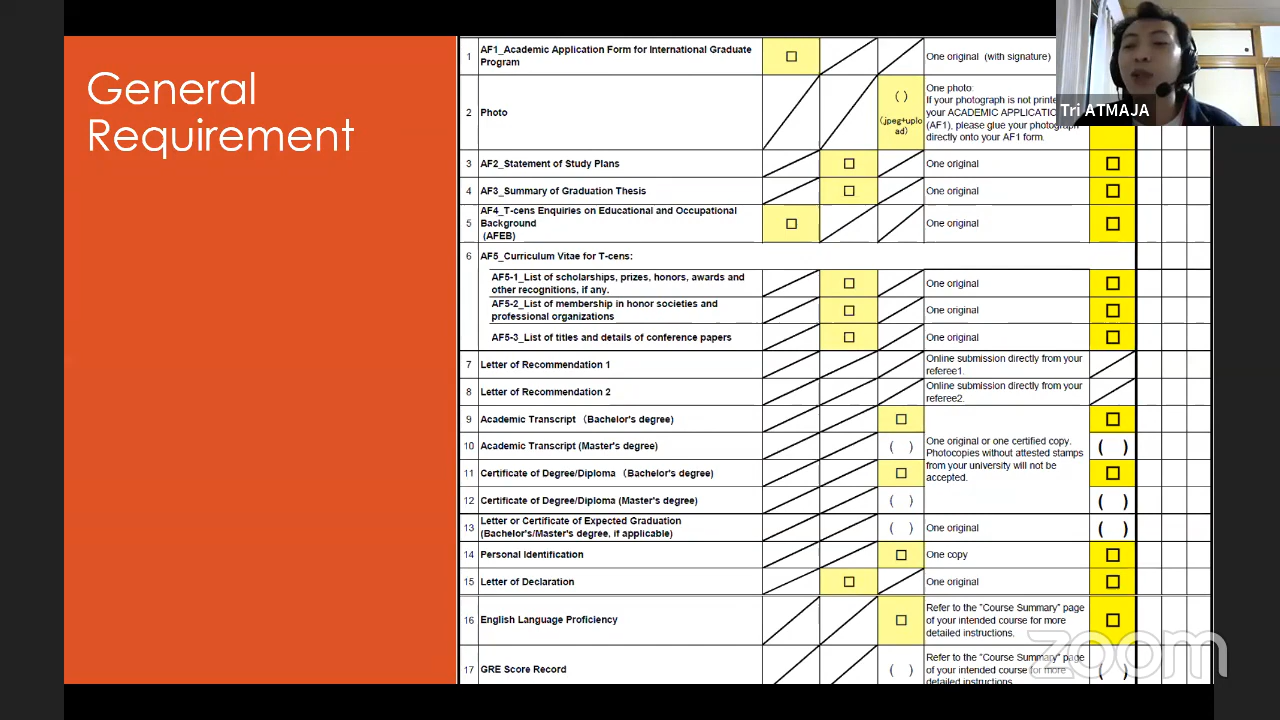 General
Requirement
1
AF1_Academic Application Form for International Graduate
Program
□
One original (with signature)
2
Photo
( )
(.jpeg+uplo
ad)
One photo:
If your photograph is not printe
your ACADEMIC APPLICATIO
(AF1), please glue your photograph
directly onto your AF1 form.
3
AF2_Statement of Study Plans
□
One original
□
4
AF3_Summary of Graduation Thesis
□
One original
□
5
AF4_T-cens Enquiries on Educational and Occupational
Background
(AFEB)
□
One original
□
6
AF5_Curriculum Vitae for T-cens:
AF5-1_List of scholarships, prizes, honors, awards and
other recognitions, if any.
□
One original
□
AF5-2_List of membership in honor societies and
professional organizations
□
One original
□
AF5-3_List of titles and details of conference papers
□
One original
□
7
Letter of Recommendation 1
Online submission directly from your
referee1.
8
Letter of Recommendation 2
Online submission directly from your
referee2.
9
Academic Transcript（Bachelor's degree)
□
□
10
Academic Transcript (Master's degree)
( )
One original or one certified copy.
Photocopies without attested stamps
from your university will not be
accepted.
( )
11
Certificate of Degree/Diploma（Bachelor's degree)
□
□
12
Certificate of Degree/Diploma (Master's degree)
( )
( )
13
Letter or Certificate of Expected Graduation
(Bachelor's/Master's degree, if applicable)
( )
One original
( )
14
Personal Identification
□
One copy
□
15
Letter of Declaration
□
One original
□
16
English Language Proficiency
□
Refer to the "Course Summary" page
of your intended course for more
detailed instructions.
□
17
GRE Score Record
( )
Refer to the "Course Summary" page
of your intended course for more
detailed instructions.
( )
Tri ATMAJA
zoom